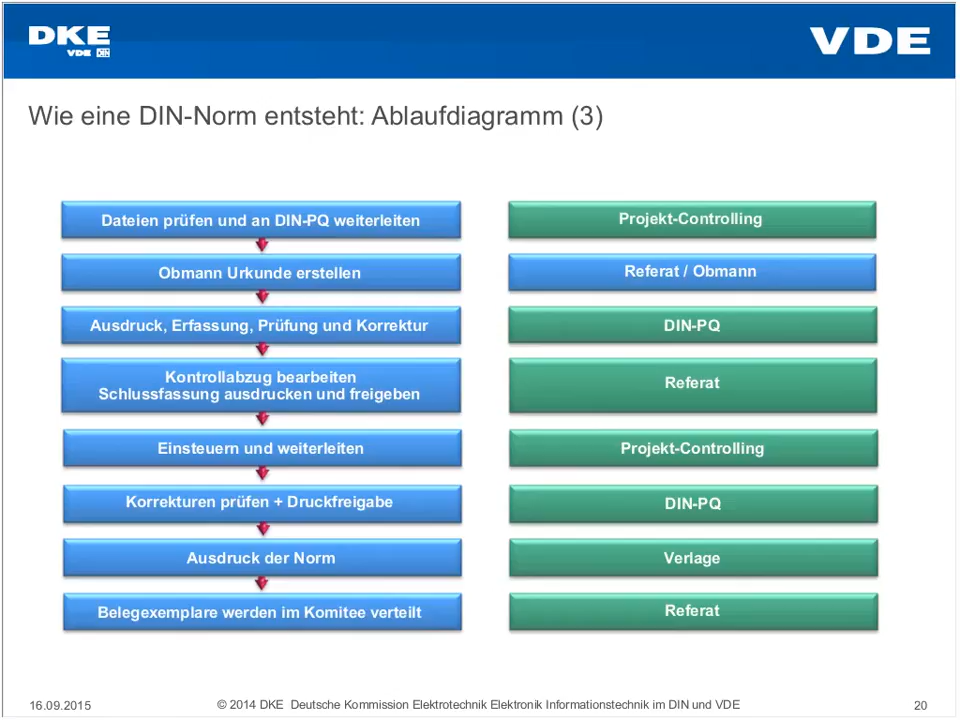 DKE
VDE DIN
VDE
Wie eine DIN-Norm entsteht: Ablaufdiagramm (3)
Dateien prüfen und an DIN-PQ weiterleiten
Projekt-Controlling
Obmann Urkunde erstellen
Referat / Obmann
Ausdruck, Erfassung, Prüfung und Korrektur
DIN-PQ
Kontrollabzug bearbeiten
Schlussfassung ausdrucken und freigeben
Referat
Einsteuern und weiterleiten
Projekt-Controlling
Korrekturen prüfen + Druckfreigabe
DIN-PQ
Ausdruck der Norm
Verlage
Belegexemplare werden im Komitee verteilt
Referat
16.09.2015
© 2014 DKE Deutsche Kommission Elektrotechnik Elektronik Informationstechnik im DIN und VDE
20